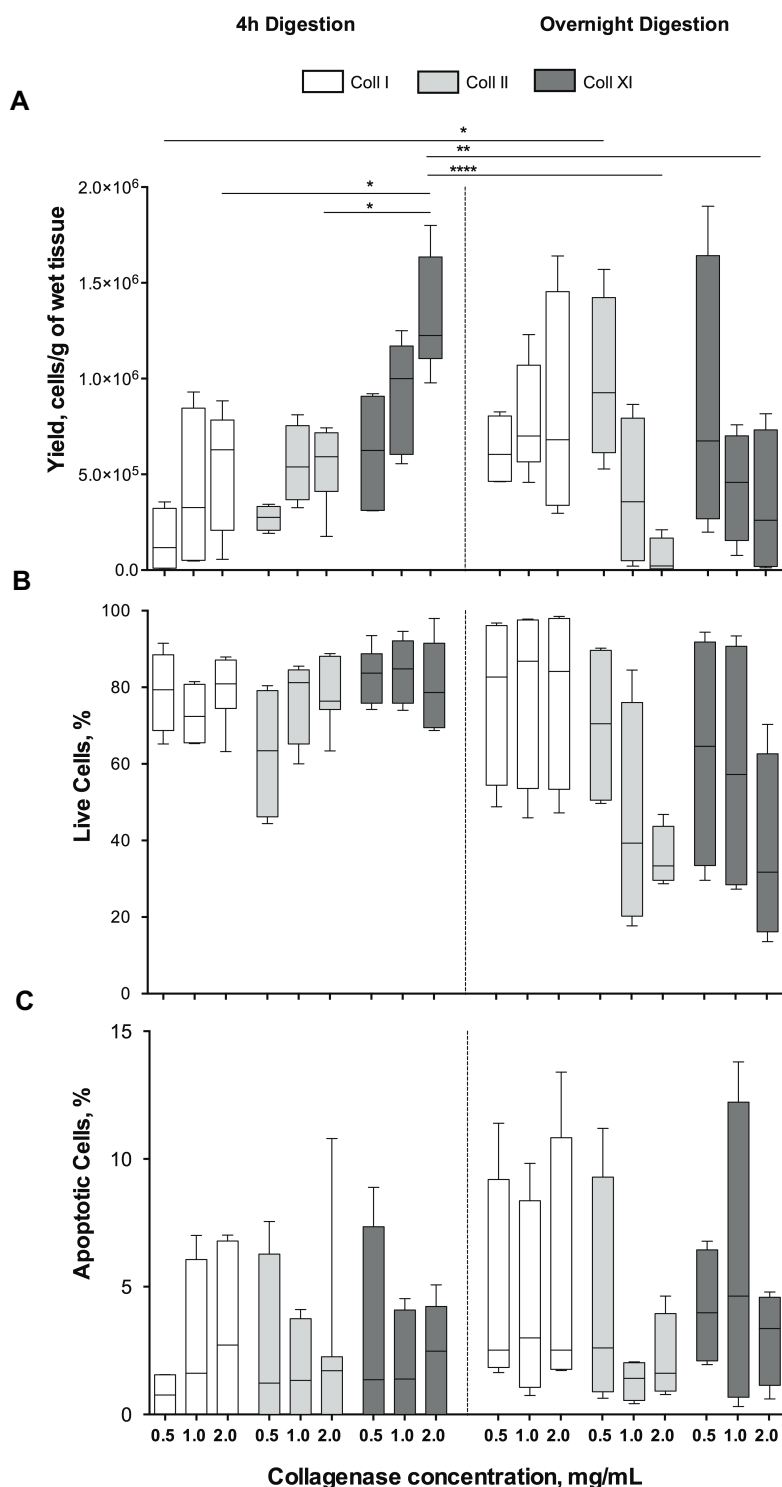 4h Digestion Overnight Digestion
Coll I Coll II Coll XI
A
*
**
****
*
*
Yield, cells/g of wet tissue
2.0×10⁶
1.5×10⁶
1.0×10⁶
5.0×10⁵
0.0
B
Live Cells, %
100
80
60
40
20
0
C
Apoptotic Cells, %
15
10
5
0
0.5 1.0 2.0 0.5 1.0 2.0 0.5 1.0 2.0 0.5 1.0 2.0 0.5 1.0 2.0 0.5 1.0 2.0
Collagenase concentration, mg/mL